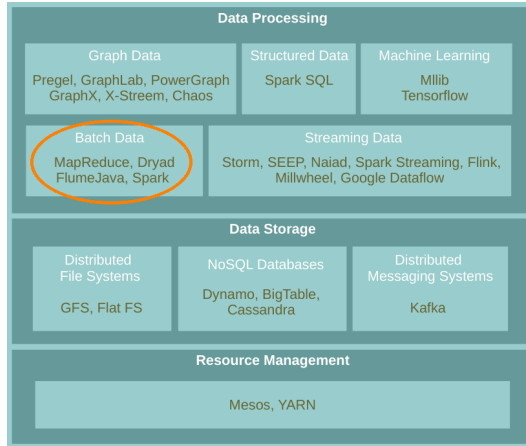 Data Processing
Graph Data
Pregel, GraphLab, PowerGraph
GraphX, X-Streem, Chaos
Structured Data
Spark SQL
Machine Learning
Mllib
Tensorflow
Batch Data
MapReduce, Dryad
FlumeJava, Spark
Streaming Data
Storm, SEEP, Naiad, Spark Streaming, Flink,
Millwheel, Google Dataflow
Data Storage
Distributed
File Systems
GFS, Flat FS
NoSQL Databases
Dynamo, BigTable,
Cassandra
Distributed
Messaging Systems
Kafka
Resource Management
Mesos, YARN